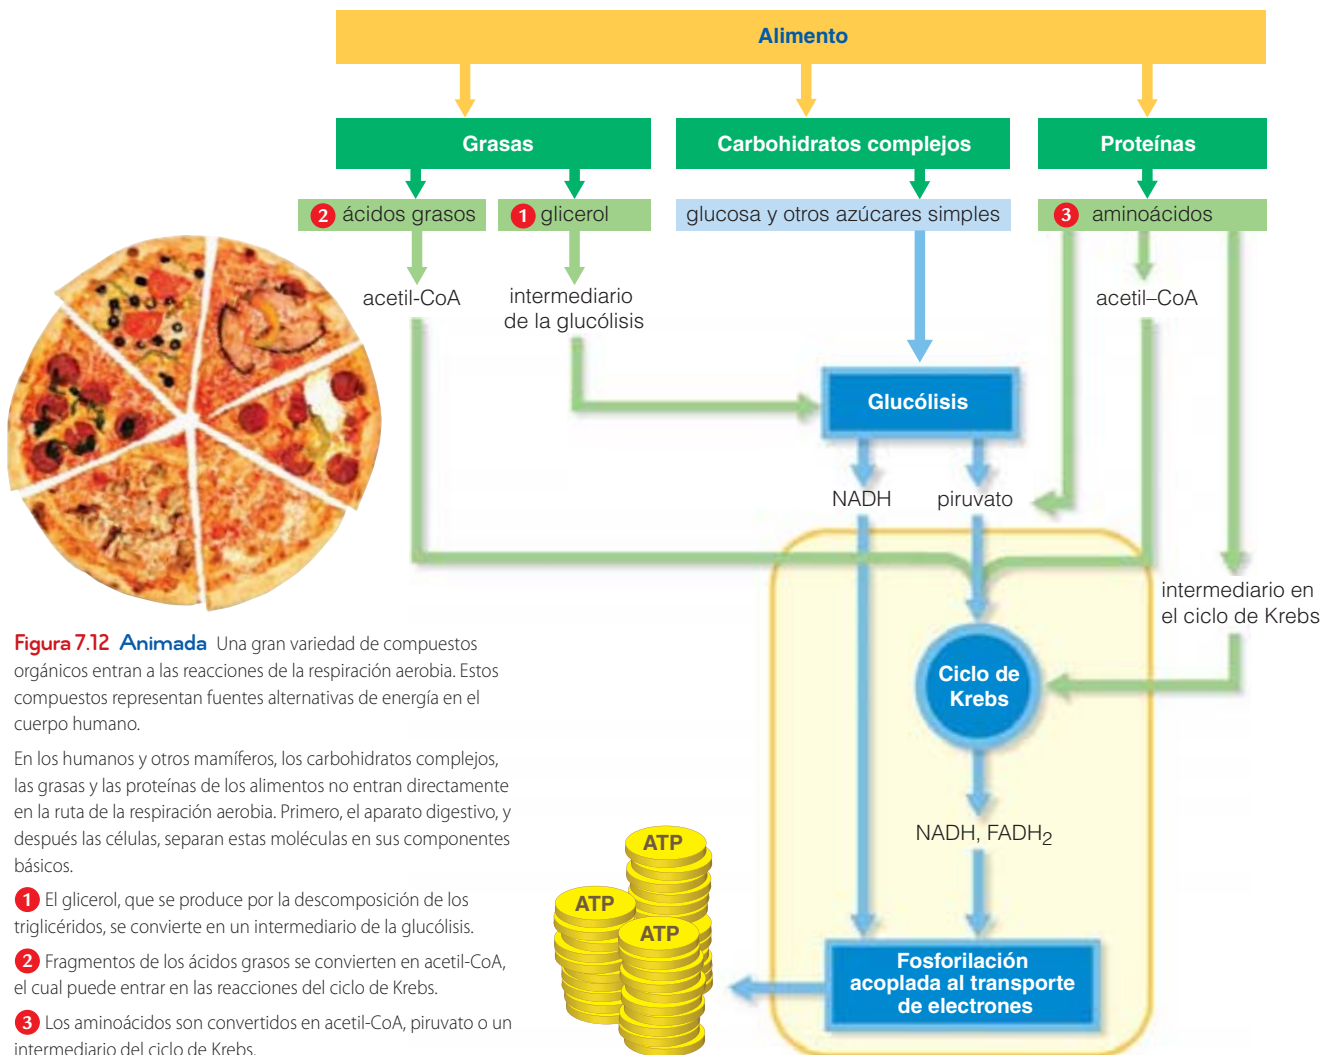 Alimento
Grasas
Carbohidratos complejos
Proteínas
2 ácidos grasos
1 glicerol
glucosa y otros azúcares simples
3 aminoácidos
acetil-CoA
intermediario
de la glucólisis
acetil–CoA
Glucólisis
NADH
piruvato
intermediario en
el ciclo de Krebs
Ciclo de
Krebs
NADH, FADH2
Fosforilación
acoplada al transporte
de electrones
ATP
ATP
ATP
Figura 7.12 Animada Una gran variedad de compuestos
orgánicos entran a las reacciones de la respiración aerobia. Estos
compuestos representan fuentes alternativas de energía en el
cuerpo humano.
En los humanos y otros mamíferos, los carbohidratos complejos,
las grasas y las proteínas de los alimentos no entran directamente
en la ruta de la respiración aerobia. Primero, el aparato digestivo, y
después las células, separan estas moléculas en sus componentes
básicos.
1 El glicerol, que se produce por la descomposición de los
triglicéridos, se convierte en un intermediario de la glucólisis.
2 Fragmentos de los ácidos grasos se convierten en acetil-CoA,
el cual puede entrar en las reacciones del ciclo de Krebs.
3 Los aminoácidos son convertidos en acetil-CoA, piruvato o un
intermediario del ciclo de Krebs.